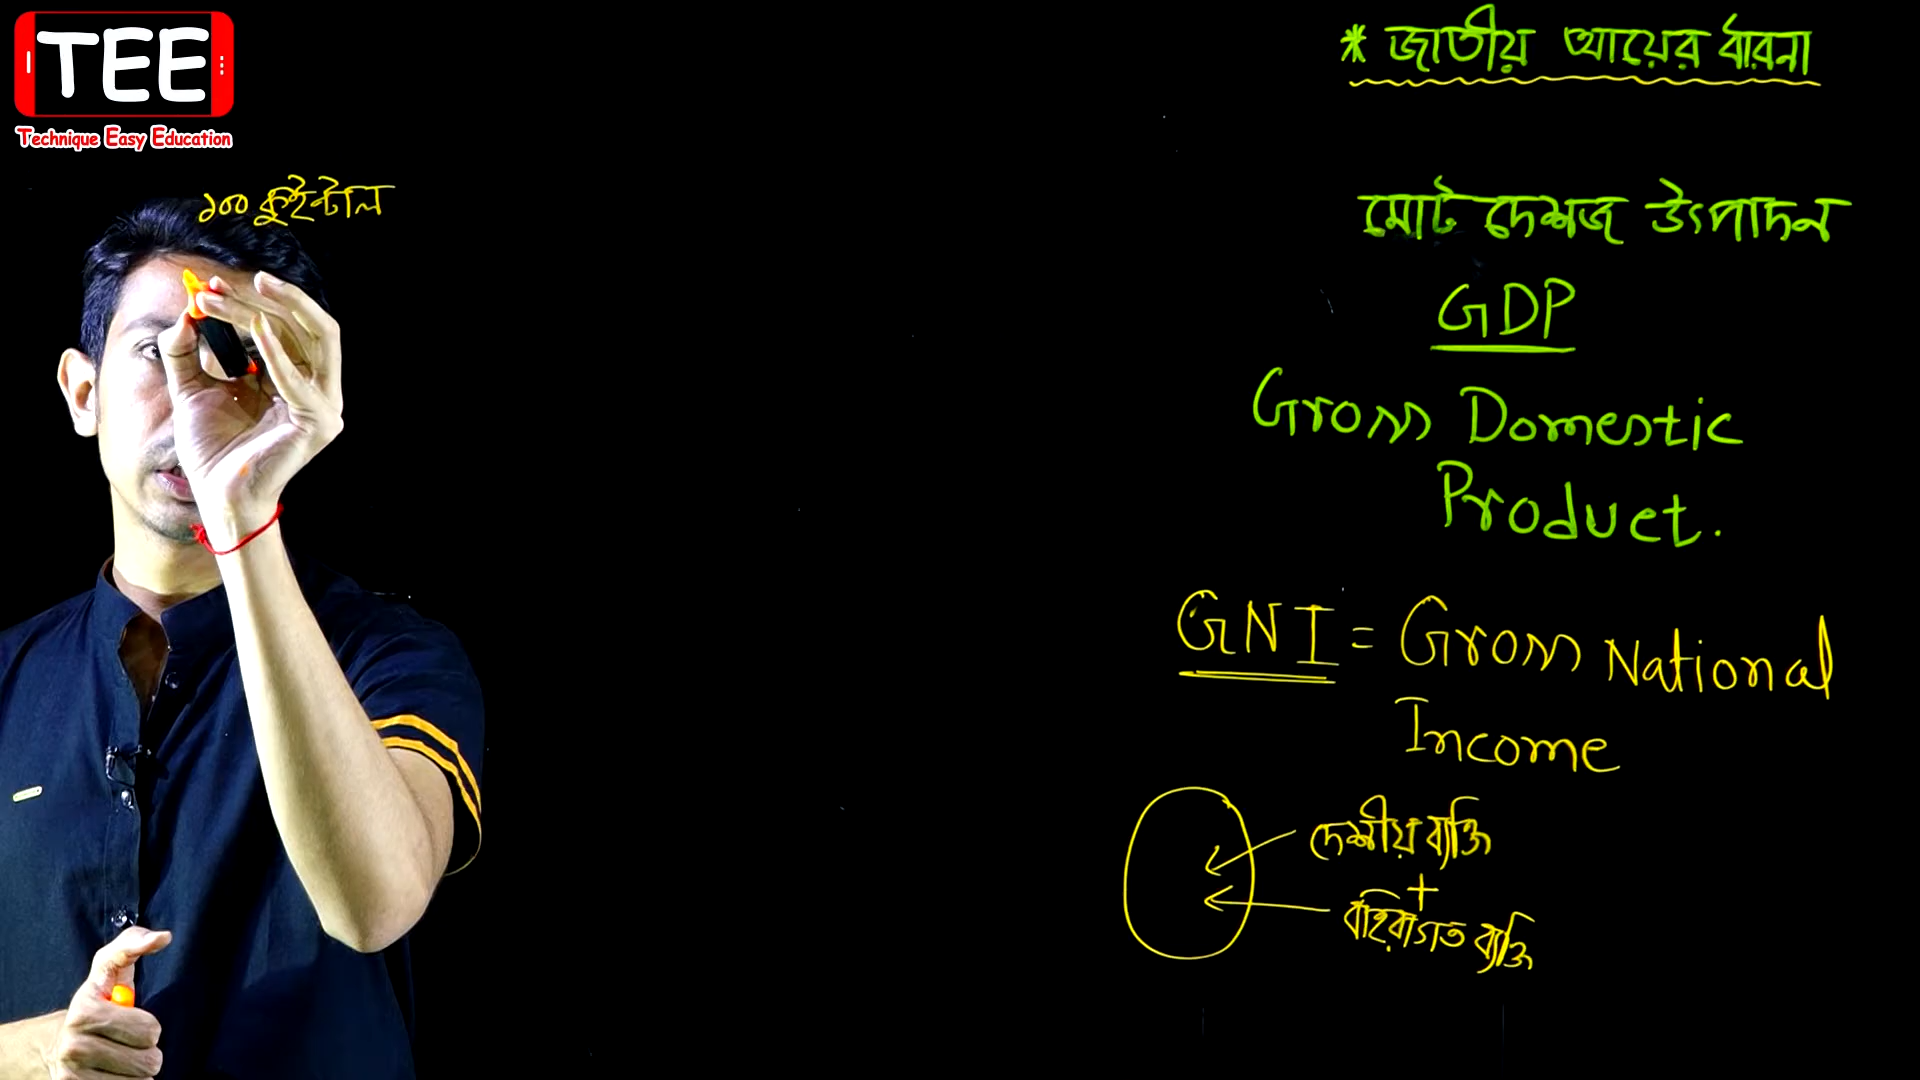 TEE
Technique Easy Education
১০০ কুইন্টাল
* জাতীয় আয়ের ধারনা
মোট দেশজ উৎপাদন
GDP
Gross Domestic
Product.
GNI = Gross National
Income
দেশীয় ব্যক্তি
+
বহিরাগত ব্যক্তি